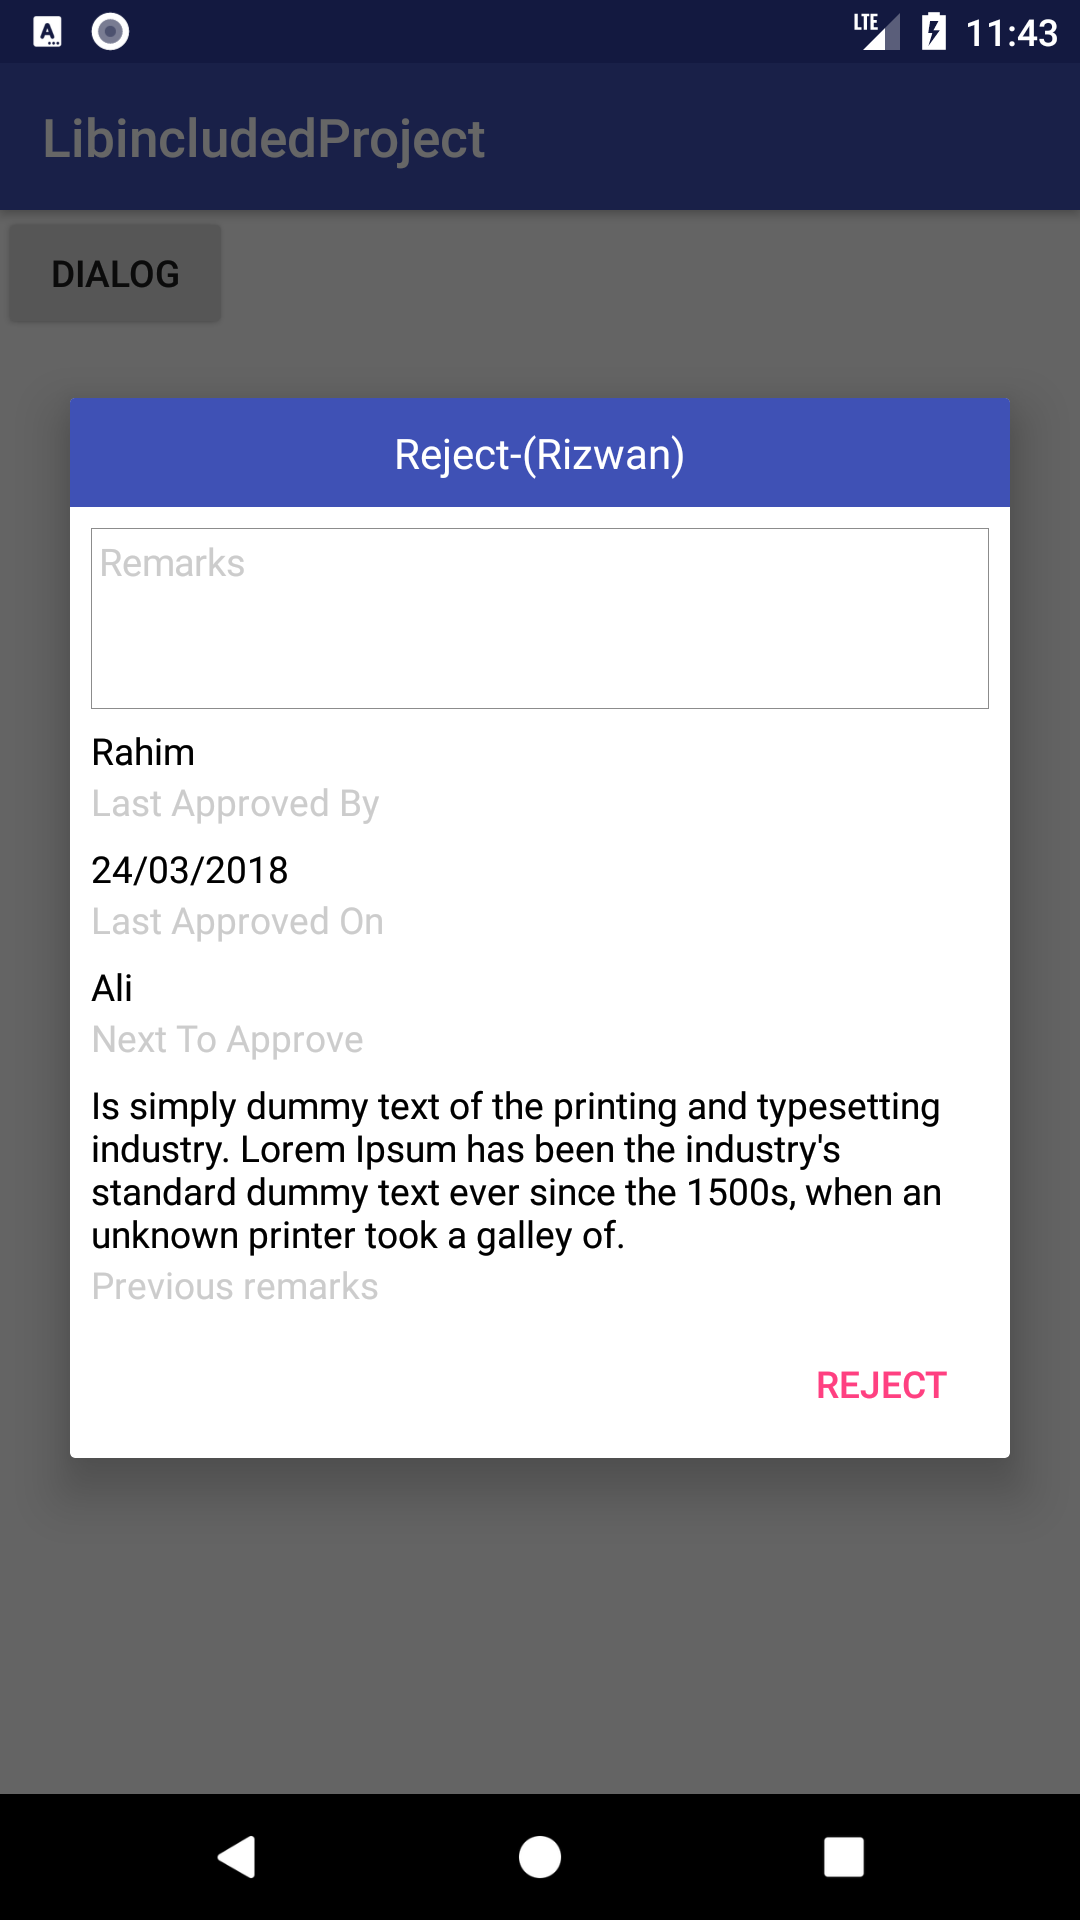 LTE 11:43
LibincludedProject
DIALOG
Reject-(Rizwan)
Remarks
Rahim
Last Approved By
24/03/2018
Last Approved On
Ali
Next To Approve
Is simply dummy text of the printing and typesetting
industry. Lorem Ipsum has been the industry's
standard dummy text ever since the 1500s, when an
unknown printer took a galley of.
Previous remarks
REJECT